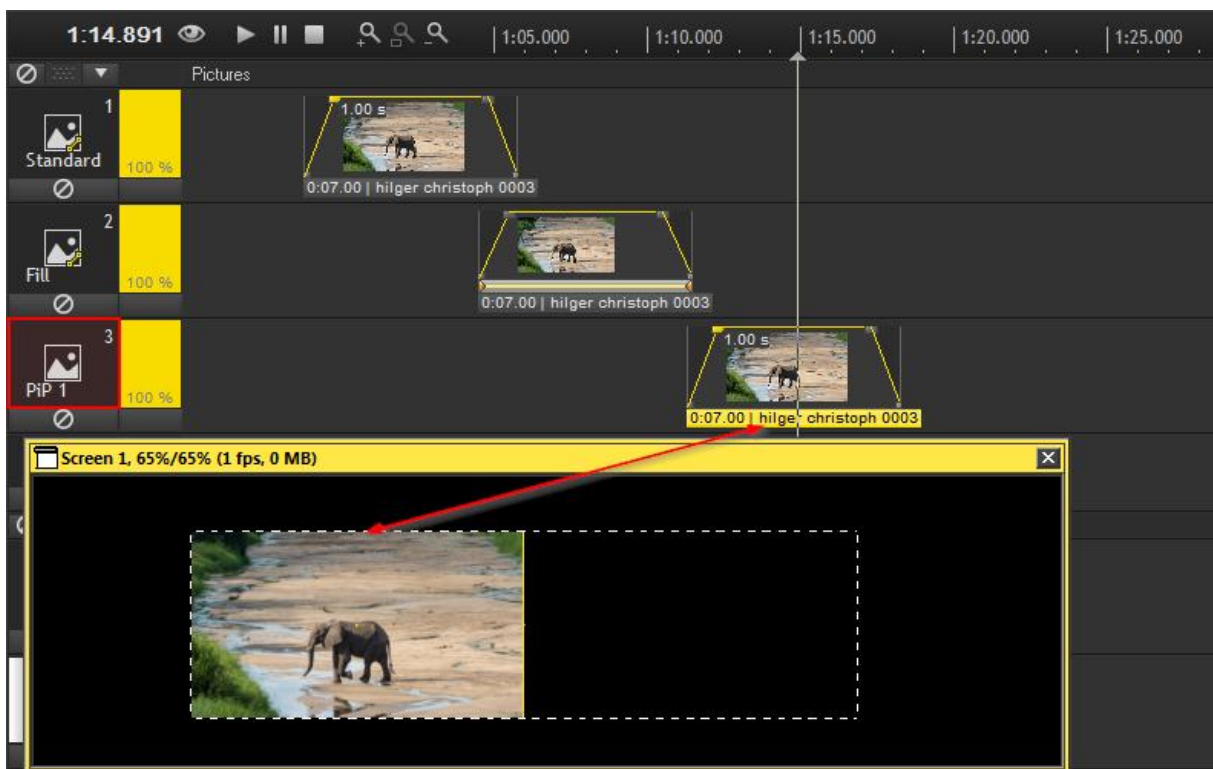 1:14.891 1:05.000 1:10.000 1:15.000 1:20.000 1:25.000
Pictures
1
Standard
100 %
1.00 s
0:07.00 | hilger christoph 0003
2
Fill
100 %
0:07.00 | hilger christoph 0003
3
PiP 1
100 %
1.00 s
0:07.00 | hilger christoph 0003
Screen 1, 65%/65% (1 fps, 0 MB)